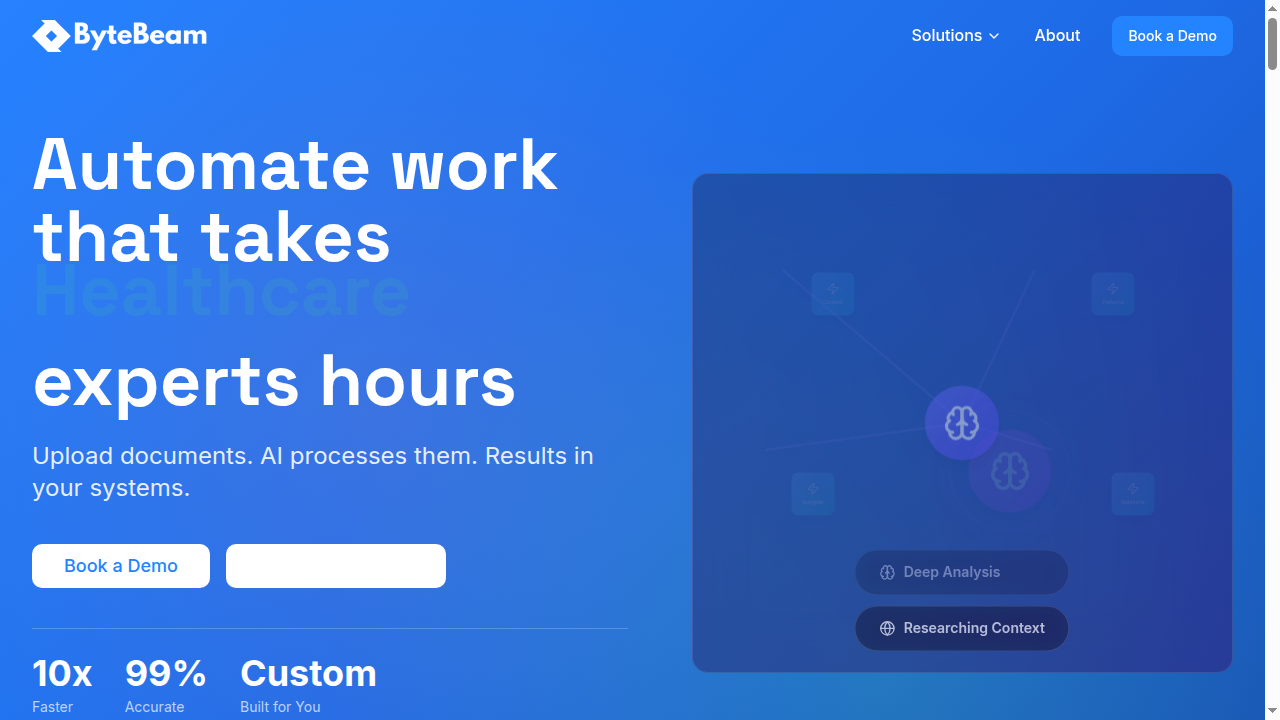 ByteBeam
Solutions
About
Book a Demo
Automate work
that takes
Healthcare
experts hours
Upload documents. AI processes them. Results in
your systems.
Book a Demo
10x
Faster
99%
Accurate
Custom
Built for You
Deep Analysis
Researching Context